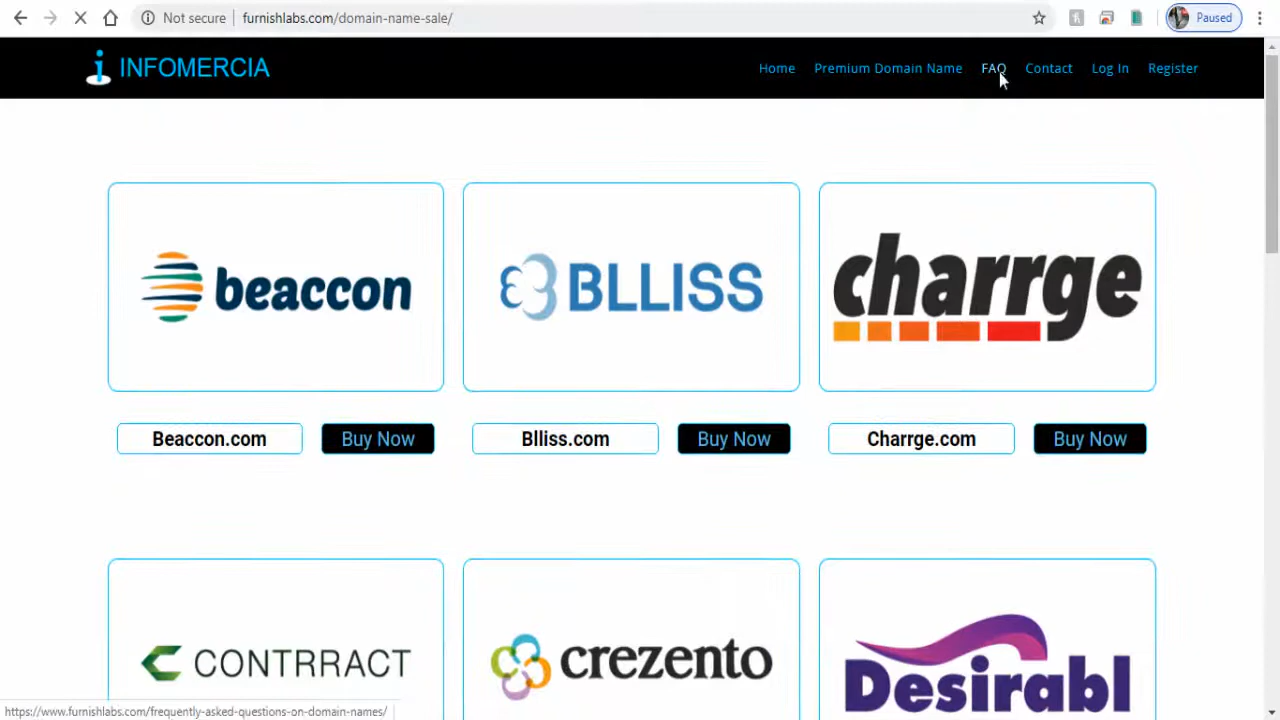 Not secure furnishlabs.com/domain-name-sale/ Paused
INFOMERCIA Home Premium Domain Name FAQ Contact Log In Register
beaccon BLLISS charrge
Beaccon.com Buy Now Blliss.com Buy Now Charrge.com Buy Now
CONTRRACT crezento Desirabl
https://www.furnishlabs.com/frequently-asked-questions-on-domain-names/